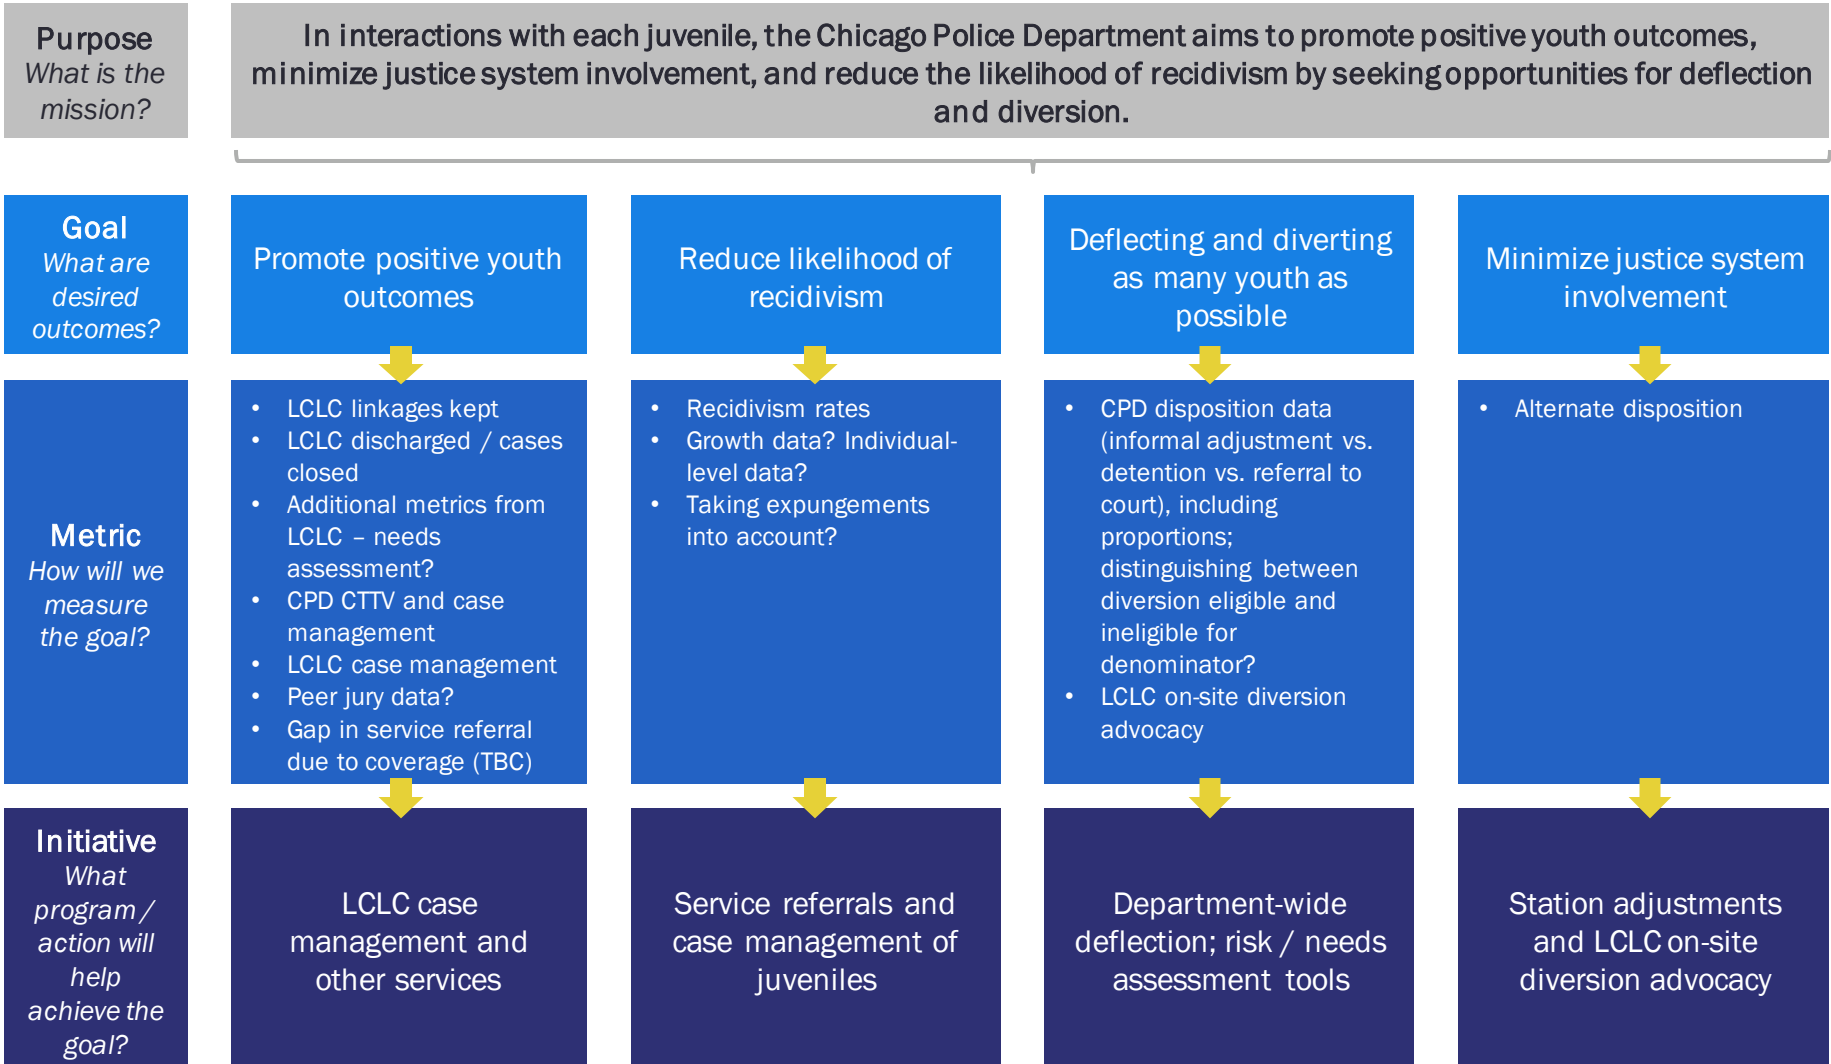 Purpose
What is the
mission?
In interactions with each juvenile, the Chicago Police Department aims to promote positive youth outcomes,
minimize justice system involvement, and reduce the likelihood of recidivism by seeking opportunities for deflection
and diversion.
Goal
What are
desired
outcomes?
Promote positive youth
outcomes
Reduce likelihood of
recidivism
Deflecting and diverting
as many youth as
possible
Minimize justice system
involvement
Metric
How will we
measure
the goal?
• LCLC linkages kept
• LCLC discharged / cases
closed
• Additional metrics from
LCLC – needs
assessment?
• CPD CTTV and case
management
• LCLC case management
• Peer jury data?
• Gap in service referral
due to coverage (TBC)
• Recidivism rates
• Growth data? Individual-
level data?
• Taking expungements
into account?
• CPD disposition data
(informal adjustment vs.
detention vs. referral to
court), including
proportions;
distinguishing between
diversion eligible and
ineligible for
denominator?
• LCLC on-site diversion
advocacy
• Alternate disposition
Initiative
What
program /
action will
help
achieve the
goal?
LCLC case
management and
other services
Service referrals and
case management of
juveniles
Department-wide
deflection; risk / needs
assessment tools
Station adjustments
and LCLC on-site
diversion advocacy